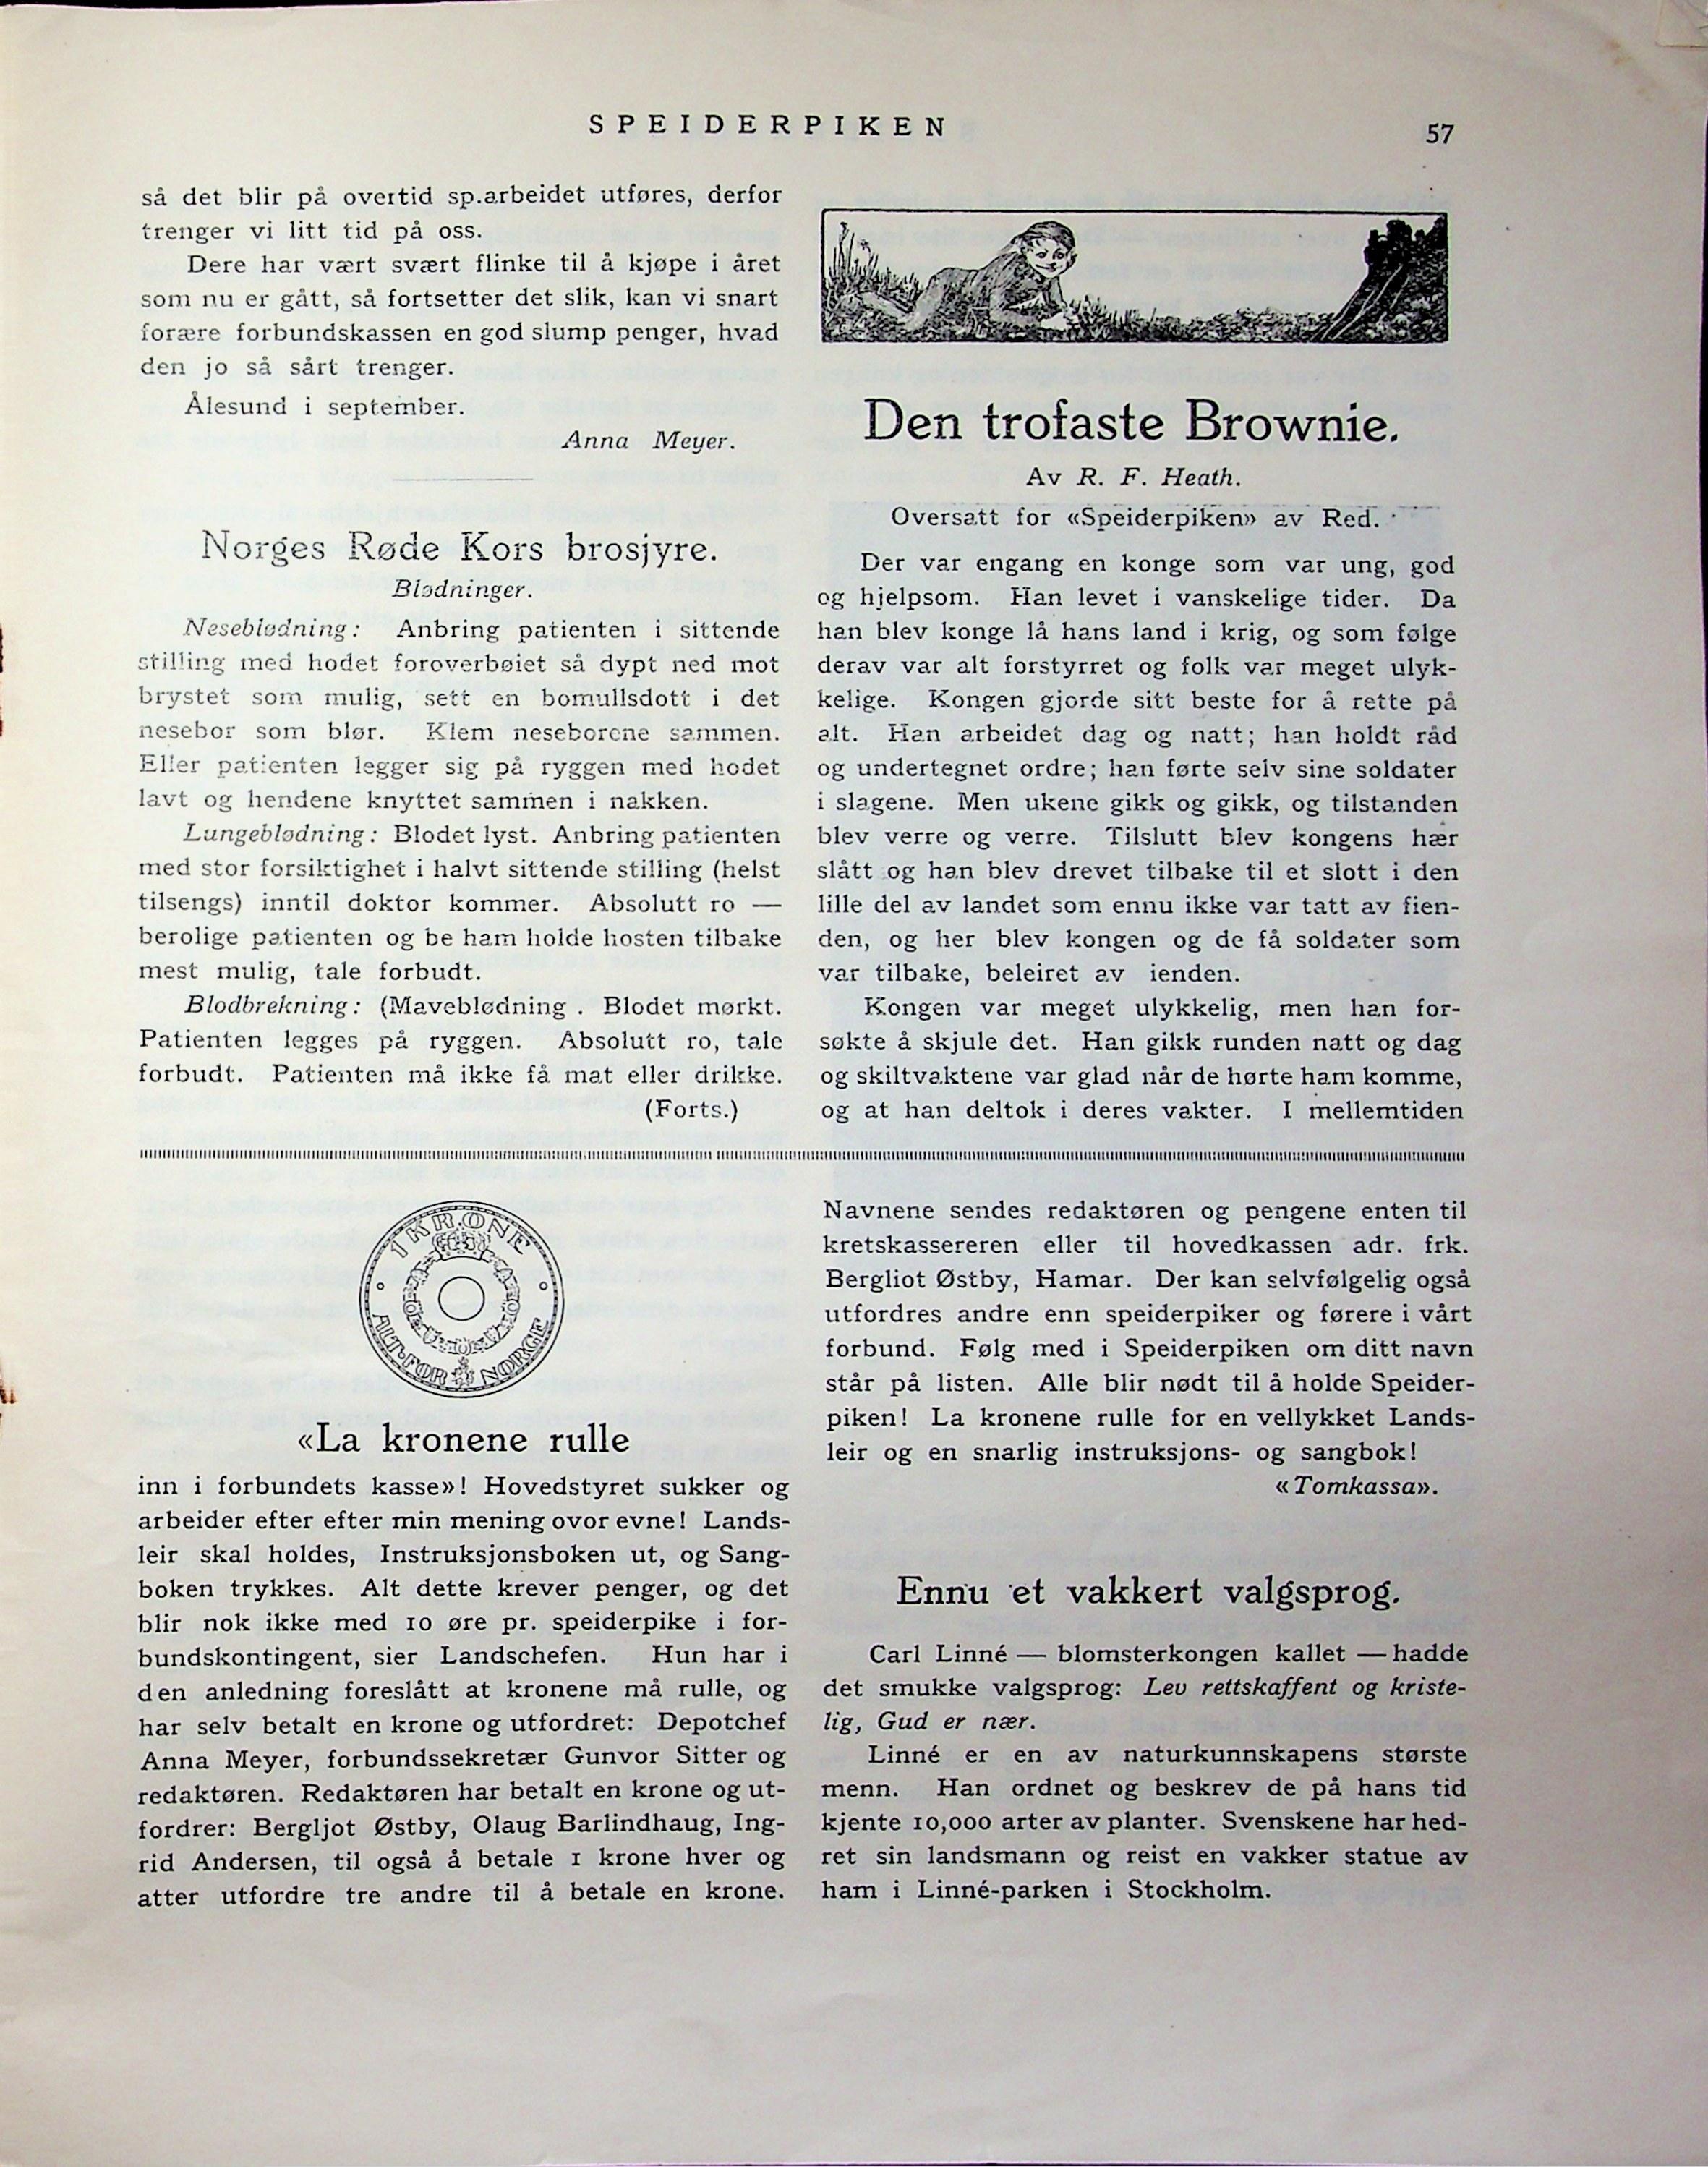 SPEIDERPIKEN
57
så det blir på overtid sp.arbeidet utføres, derfor
trenger vi litt tid på oss.
Dere har vært svært flinke til å kjøpe i året
som nu er gått, så fortsetter det slik, kan vi snart
forære forbundskassen en god slump penger, hvad
den jo så sårt trenger.
Ålesund i september.
Anna Meyer.
Norges Røde Kors brosjyre.
Blødninger.
Neseblødning: Anbring patienten i sittende
stilling med hodet foroverbøiet så dypt ned mot
brystet som mulig, sett en bomullsdott i det
nesebor som blør. Klem neseborene sammen.
Eller patienten legger sig på ryggen med hodet
lavt og hendene knyttet sammen i nakken.
Lungeblødning: Blodet lyst. Anbring patienten
med stor forsiktighet i halvt sittende stilling (helst
tilsengs) inntil doktor kommer. Absolutt ro —
berolige patienten og be ham holde hosten tilbake
mest mulig, tale forbudt.
Blodbrekning: (Maveblødning . Blodet mørkt.
Patienten legges på ryggen. Absolutt ro, tale
forbudt. Patienten må ikke få mat eller drikke.
(Forts.)
Den trofaste Brownie.
Av R. F. Heath.
Oversatt for «Speiderpiken» av Red.
Der var engang en konge som var ung, god
og hjelpsom. Han levet i vanskelige tider. Da
han blev konge lå hans land i krig, og som følge
derav var alt forstyrret og folk var meget ulyk-
kelige. Kongen gjorde sitt beste for å rette på
alt. Han arbeidet dag og natt; han holdt råd
og undertegnet ordre; han førte selv sine soldater
i slagene. Men ukene gikk og gikk, og tilstanden
blev verre og verre. Tilslutt blev kongens hær
slått og han blev drevet tilbake til et slott i den
lille del av landet som ennu ikke var tatt av fien-
den, og her blev kongen og de få soldater som
var tilbake, beleiret av ienden.
Kongen var meget ulykkelig, men han for-
søkte å skjule det. Han gikk runden natt og dag
og skiltvaktene var glad når de hørte ham komme,
og at han deltok i deres vakter. I mellemtiden
1 KRONE
ALT FOR NORGE
«La kronene rulle
inn i forbundets kasse»! Hovedstyret sukker og
arbeider efter efter min mening ovor evne! Lands-
leir skal holdes, Instruksjonsboken ut, og Sang-
boken trykkes. Alt dette krever penger, og det
blir nok ikke med 10 øre pr. speiderpike i for-
bundskontingent, sier Landschefen. Hun har i
den anledning foreslått at kronene må rulle, og
har selv betalt en krone og utfordret: Depotchef
Anna Meyer, forbundssekretær Gunvor Sitter og
redaktøren. Redaktøren har betalt en krone og ut-
fordrer: Bergljot Østby, Olaug Barlindhaug, Ing-
rid Andersen, til også å betale 1 krone hver og
atter utfordre tre andre til å betale en krone.
Navnene sendes redaktøren og pengene enten til
kretskassereren eller til hovedkassen adr. frk.
Bergliot Østby, Hamar. Der kan selvfølgelig også
utfordres andre enn speiderpiker og førere i vårt
forbund. Følg med i Speiderpiken om ditt navn
står på listen. Alle blir nødt til å holde Speider-
piken! La kronene rulle for en vellykket Lands-
leir og en snarlig instruksjons- og sangbok!
«Tomkassa».
Ennu et vakkert valgsprog.
Carl Linné — blomsterkongen kallet — hadde
det smukke valgsprog: Lev rettskaffent og kriste-
lig, Gud er nær.
Linné er en av naturkunnskapens største
menn. Han ordnet og beskrev de på hans tid
kjente 10,000 arter av planter. Svenskene har hed-
ret sin landsmann og reist en vakker statue av
ham i Linné-parken i Stockholm.